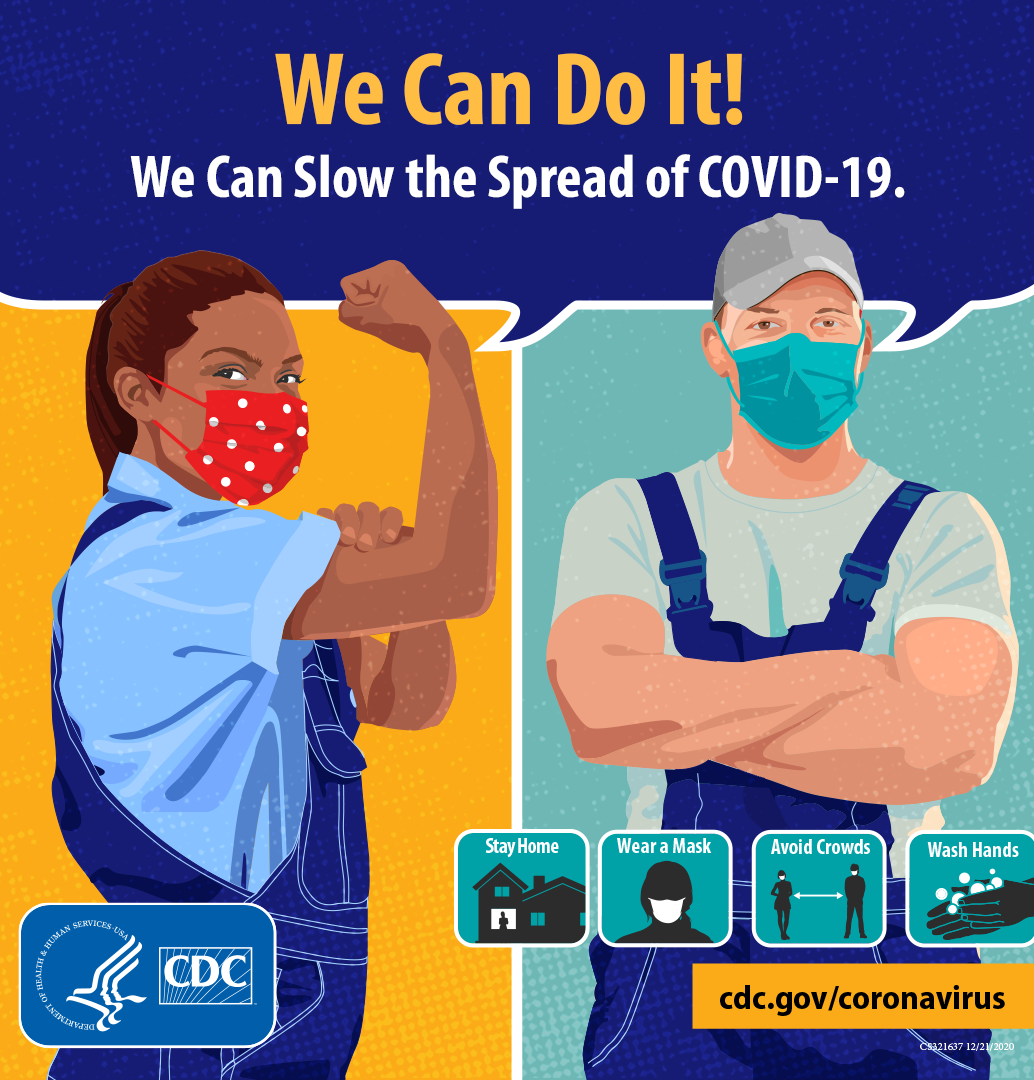 We Can Do It!
We Can Slow the Spread of COVID-19.
Stay Home
Wear a Mask
Avoid Crowds
Wash Hands
DEPARTMENT OF HEALTH & HUMAN SERVICES • USA
CDC
cdc.gov/coronavirus
CS321637 12/21/2020